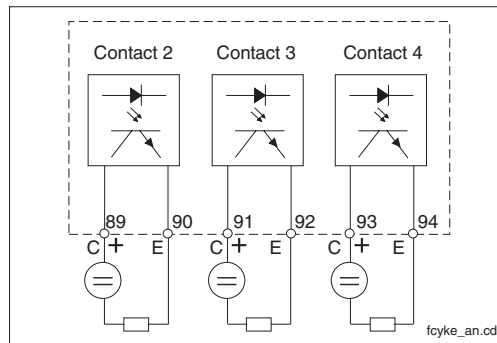 Contact 2 Contact 3 Contact 4
89 90 91 92 93 94
C + E C + E C + E
fcyke_an.cd